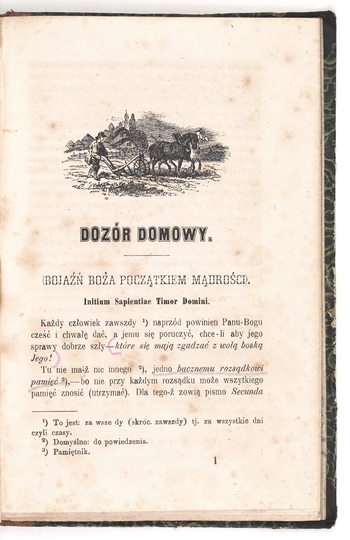 DOZÓR DOMOWY.
(BOJAŹŃ BOŻA POCZĄTKIEM MĄDROŚCI).
Initium Sapientiae Timor Domini.
Każdy człowiek zawszdy ¹) naprzód powinien Panu-Bogu
cześć i chwałę dać, a jemu się poruczyć, chce-li aby jego
sprawy dobrze szły—które się mają zgadzać z wolą boską
Jego!
Tu nie masz nic innego ²), jedno bacznemu rozsądkowi
pamięć ³),—bo nie przy każdym rozsądku może wszytkiego
pamięć znosić (utrzymać). Dla tego-ż zowią pismo Secunda
¹) To jest: za wsze dy (skróc. zawszdy) tj. za wszystkie dni
czyli czasy.
²) Domyślno: do powiedzenia.
³) Pamiętnik.
1